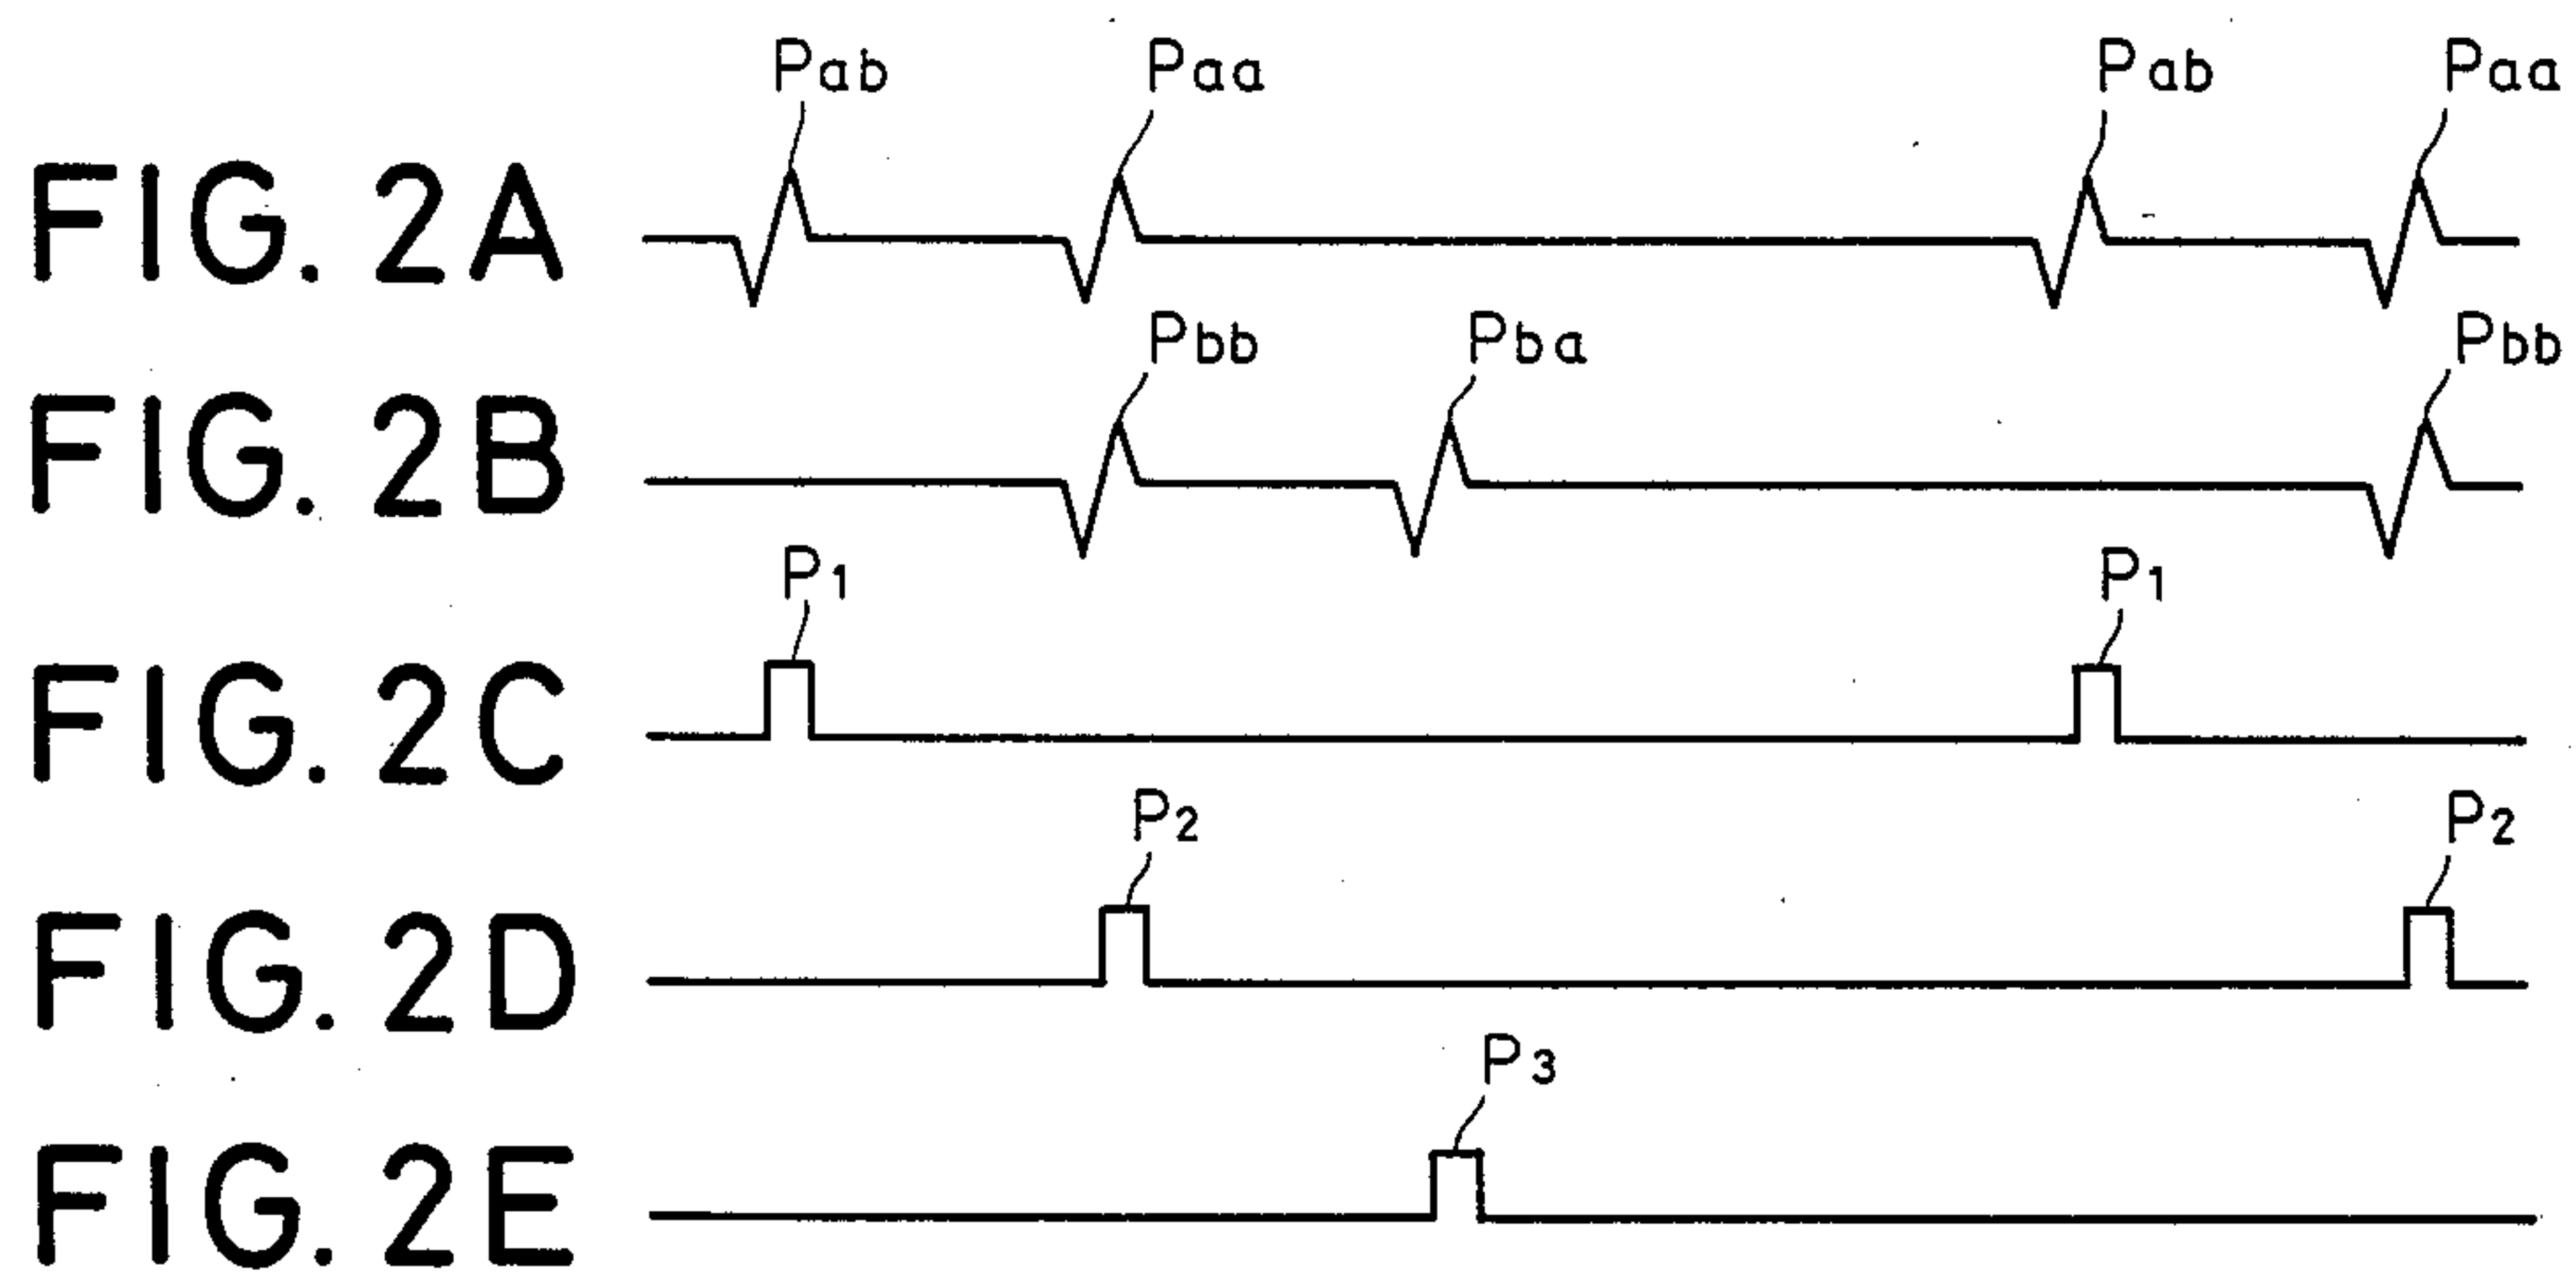 Pab Paa Pab Paa
FIG. 2A
Pbb Pba Pbb
FIG. 2B
P1 P1
FIG. 2C
P2 P2
FIG. 2D
P3
FIG. 2E